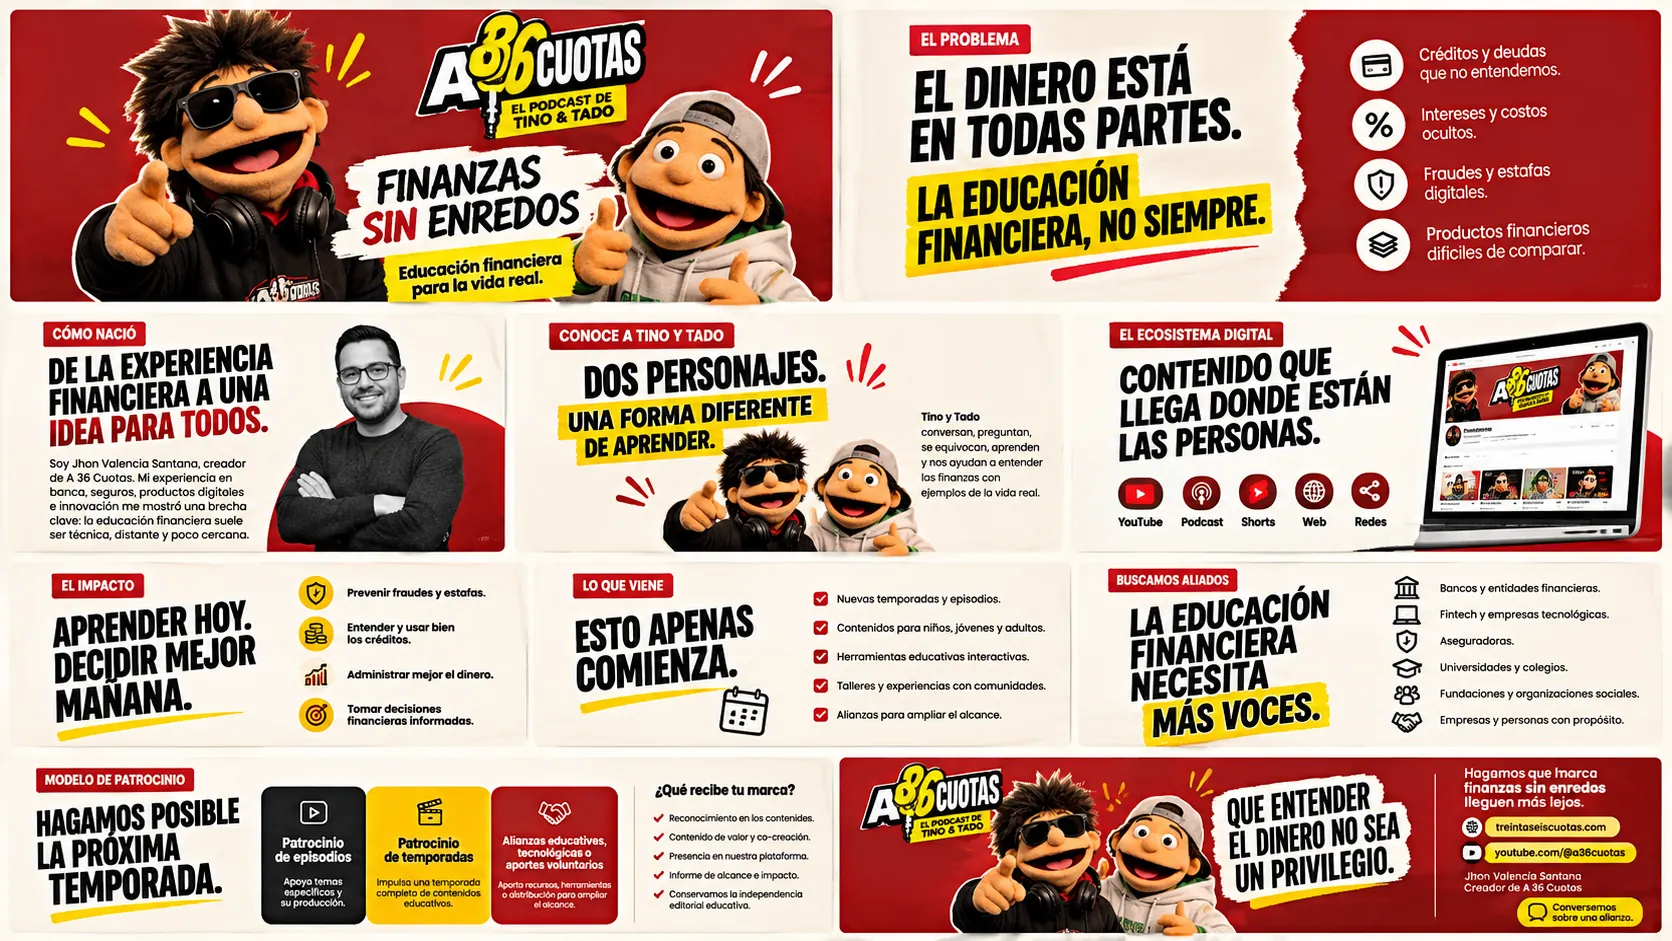 A 36 CUOTAS
EL PODCAST DE
TINO & TADO
FINANZAS
SIN ENREDOS
Educación financiera
para la vida real.
EL PROBLEMA
EL DINERO ESTÁ
EN TODAS PARTES.
LA EDUCACIÓN
FINANCIERA, NO SIEMPRE.
Créditos y deudas
que no entendemos.
Intereses y costos
ocultos.
Fraudes y estafas
digitales.
Productos financieros
difíciles de comparar.
CÓMO NACIÓ
DE LA EXPERIENCIA
FINANCIERA A UNA
IDEA PARA TODOS.
Soy Jhon Valencia Santana, creador
de A 36 Cuotas. Mi experiencia en
banca, seguros, productos digitales
e innovación me mostró una brecha
clave: la educación financiera suele
ser técnica, distante y poco cercana.
CONOCE A TINO Y TADO
DOS PERSONAJES.
UNA FORMA DIFERENTE
DE APRENDER.
Tino y Tado
conversan, preguntan,
se equivocan, aprenden
y nos ayudan a entender
las finanzas con
ejemplos de la vida real.
EL ECOSISTEMA DIGITAL
CONTENIDO QUE
LLEGA DONDE ESTÁN
LAS PERSONAS.
YouTube
Podcast
Shorts
Web
Redes
A 36 CUOTAS
EL IMPACTO
APRENDER HOY.
DECIDIR MEJOR
MAÑANA.
Prevenir fraudes y estafas.
Entender y usar bien
los créditos.
Administrar mejor el dinero.
Tomar decisiones
financieras informadas.
LO QUE VIENE
ESTO APENAS
COMIENZA.
Nuevas temporadas y episodios.
Contenidos para niños, jóvenes y adultos.
Herramientas educativas interactivas.
Talleres y experiencias con comunidades.
Alianzas para ampliar el alcance.
BUSCAMOS ALIADOS
LA EDUCACIÓN
FINANCIERA
NECESITA
MÁS VOCES.
Bancos y entidades financieras.
Fintech y empresas tecnológicas.
Aseguradoras.
Universidades y colegios.
Fundaciones y organizaciones sociales.
Empresas y personas con propósito.
MODELO DE PATROCINIO
HAGAMOS POSIBLE
LA PRÓXIMA
TEMPORADA.
Patrocinio
de episodios
Apoya temas
específicos y
su producción.
Patrocinio
de temporadas
Impulsa una temporada
completa de contenidos
educativos.
Alianzas educativas,
tecnológicas o
aportes voluntarios
Aporta recursos, herramientas
o distribución para ampliar
el alcance.
¿Qué recibe tu marca?
Reconocimiento en los contenidos.
Contenido de valor y co-creación.
Presencia en nuestra plataforma.
Informe de alcance e impacto.
Conservamos la independencia
editorial educativa.
A 36 CUOTAS
EL PODCAST DE
TINO & TADO
QUE ENTENDER
EL DINERO NO SEA
UN PRIVILEGIO.
Hagamos que marca
finanzas sin enredos
lleguen más lejos.
treintaseiscuotas.com
youtube.com/@a36cuotas
Jhon Valencia Santana
Creador de A 36 Cuotas
Conversemos
sobre una alianza.